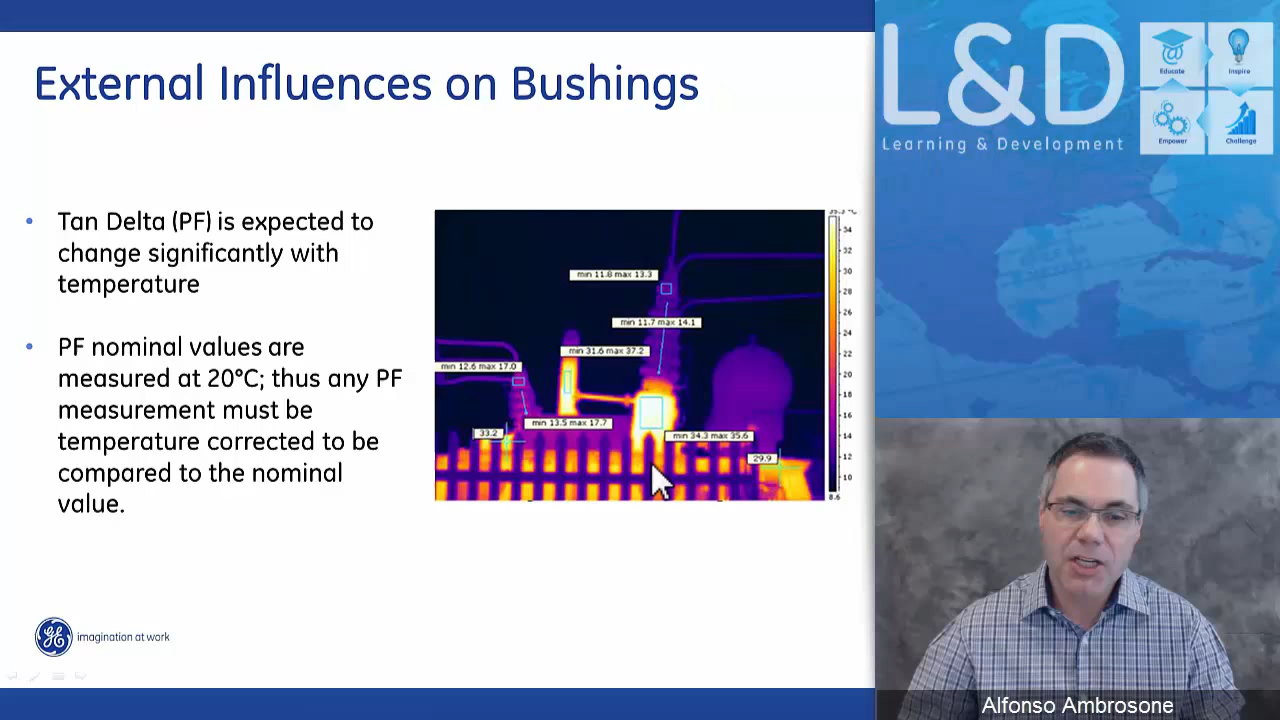 External Influences on Bushings
• Tan Delta (PF) is expected to
change significantly with
temperature
• PF nominal values are
measured at 20°C; thus any PF
measurement must be
temperature corrected to be
compared to the nominal
value.
min 11.8 max 13.3
min 11.7 max 14.1
min 31.6 max 37.2
min 12.6 max 17.0
min 13.5 max 17.7
33.2
min 34.3 max 35.6
29.9
34
32
30
28
26
24
22
20
18
16
14
12
10
8.6
GE
imagination at work
L&D
Learning & Development
Educate
Inspire
Empower
Challenge
Alfonso Ambrosone